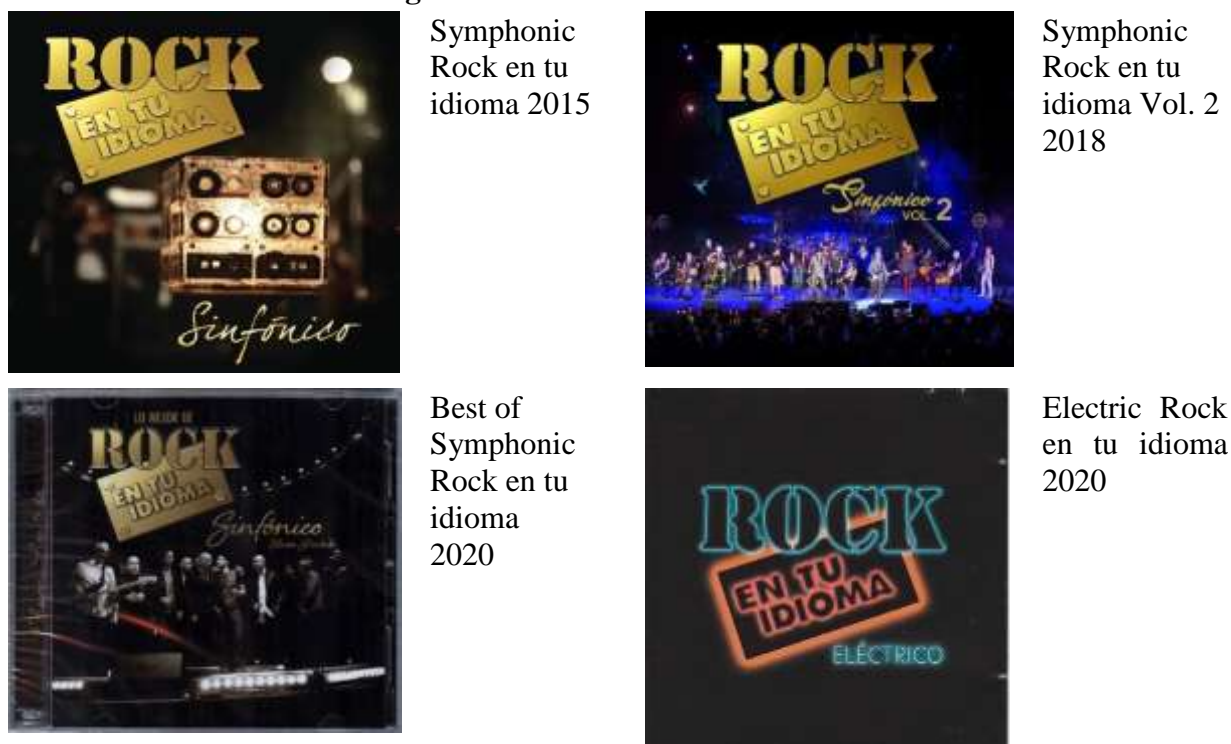 ROCK
EN TU
IDIOMA
Sinfónico
Symphonic
Rock en tu
idioma 2015
ROCK
EN TU
IDIOMA
Sinfónico
VOL. 2
Symphonic
Rock en tu
idioma Vol. 2
2018
LO MEJOR DE
ROCK
EN TU
IDIOMA
Sinfónico
Best of
Symphonic
Rock en tu
idioma
2020
ROCK
EN TU
IDIOMA
ELÉCTRICO
Electric Rock
en tu idioma
2020